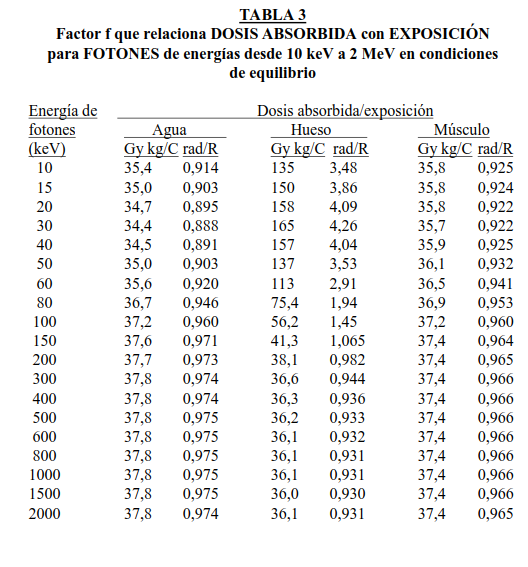 TABLA 3
Factor f que relaciona DOSIS ABSORBIDA con EXPOSICIÓN
para FOTONES de energías desde 10 keV a 2 MeV en condiciones
de equilibrio
Energía de Dosis absorbida/exposición
fotones Agua Hueso Músculo
(keV) Gy kg/C rad/R Gy kg/C rad/R Gy kg/C rad/R
10 35,4 0,914 135 3,48 35,8 0,925
15 35,0 0,903 150 3,86 35,8 0,924
20 34,7 0,895 158 4,09 35,8 0,922
30 34,4 0,888 165 4,26 35,7 0,922
40 34,5 0,891 157 4,04 35,9 0,925
50 35,0 0,903 137 3,53 36,1 0,932
60 35,6 0,920 113 2,91 36,5 0,941
80 36,7 0,946 75,4 1,94 36,9 0,953
100 37,2 0,960 56,2 1,45 37,2 0,960
150 37,6 0,971 41,3 1,065 37,4 0,964
200 37,7 0,973 38,1 0,982 37,4 0,965
300 37,8 0,974 36,6 0,944 37,4 0,966
400 37,8 0,974 36,3 0,936 37,4 0,966
500 37,8 0,975 36,2 0,933 37,4 0,966
600 37,8 0,975 36,1 0,932 37,4 0,966
800 37,8 0,975 36,1 0,931 37,4 0,966
1000 37,8 0,975 36,1 0,931 37,4 0,966
1500 37,8 0,975 36,0 0,930 37,4 0,966
2000 37,8 0,974 36,1 0,931 37,4 0,965